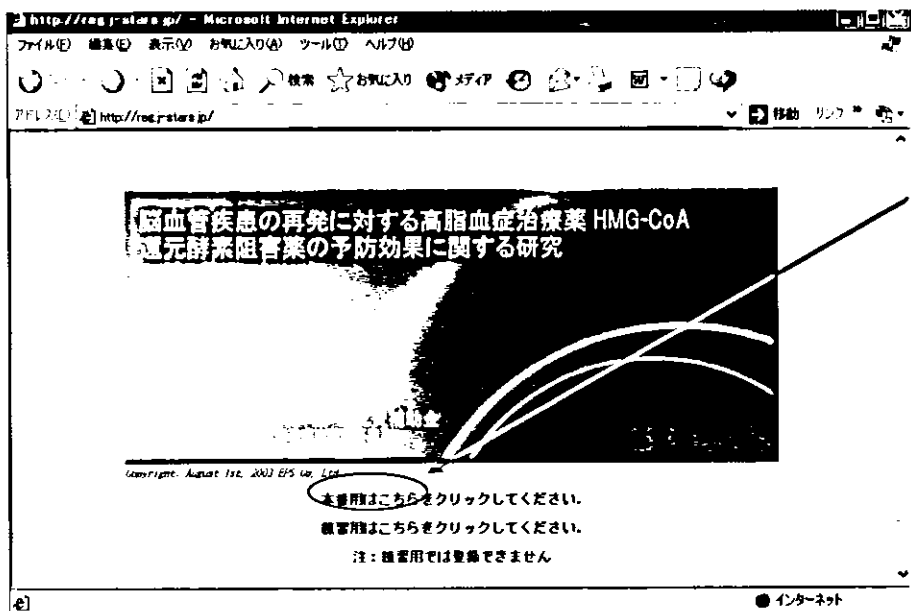 http://reg.j-stars.jp/ - Microsoft Internet Explorer
ファイル(F) 編集(E) 表示(V) お気に入り(A) ツール(T) ヘルプ(H)
検索 お気に入り メディア
アドレス(D) http://reg.j-stars.jp/ 移動 リンク »
脳血管疾患の再発に対する高脂血症治療薬 HMG-CoA
還元酵素阻害薬の予防効果に関する研究
Copyright. August 1st, 2003 EPS Co, Ltd
本番用はこちらをクリックしてください.
練習用はこちらをクリックしてください.
注：練習用では登録できません
インターネット